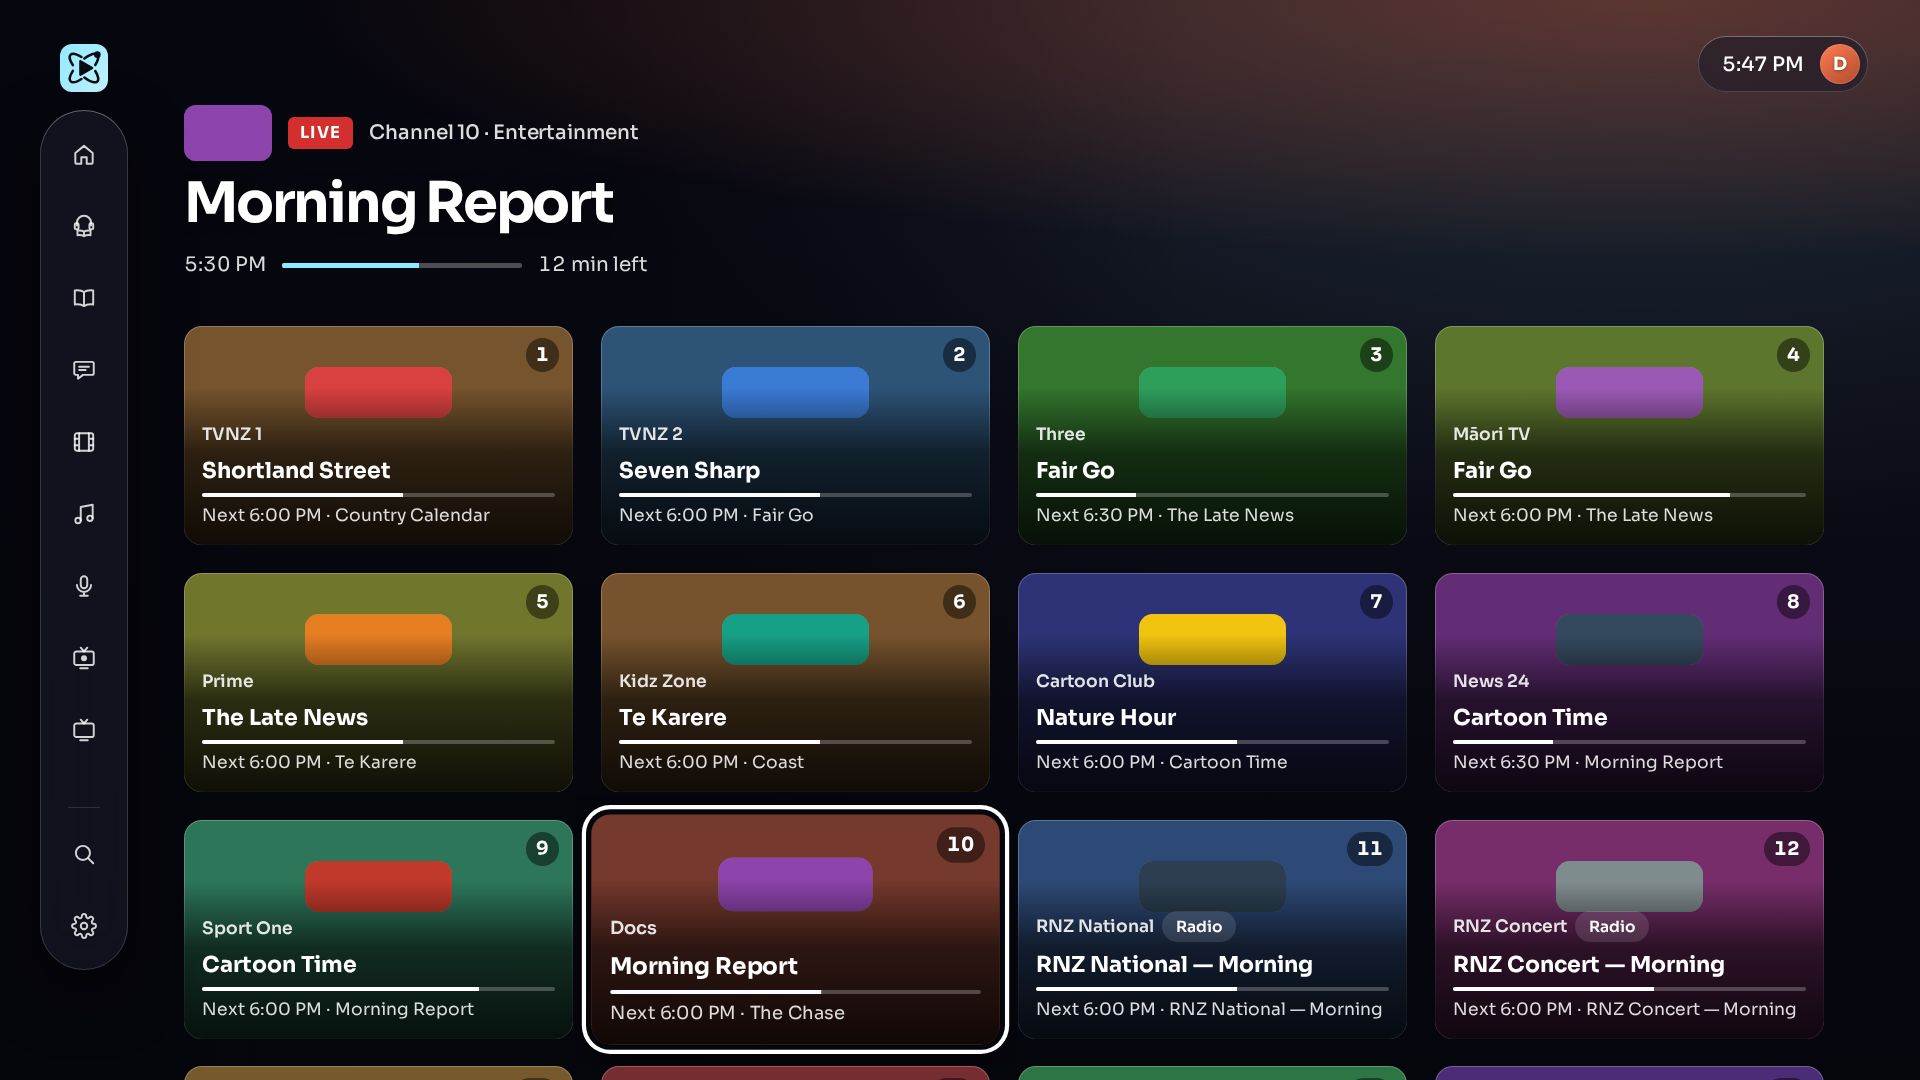 5:47 PM
D
LIVE
Channel 10 · Entertainment
Morning Report
5:30 PM
12 min left
1
TVNZ 1
Shortland Street
Next 6:00 PM · Country Calendar
2
TVNZ 2
Seven Sharp
Next 6:00 PM · Fair Go
3
Three
Fair Go
Next 6:30 PM · The Late News
4
Māori TV
Fair Go
Next 6:00 PM · The Late News
5
Prime
The Late News
Next 6:00 PM · Te Karere
6
Kidz Zone
Te Karere
Next 6:00 PM · Coast
7
Cartoon Club
Nature Hour
Next 6:00 PM · Cartoon Time
8
News 24
Cartoon Time
Next 6:30 PM · Morning Report
9
Sport One
Cartoon Time
Next 6:00 PM · Morning Report
10
Docs
Morning Report
Next 6:00 PM · The Chase
11
RNZ National
Radio
RNZ National — Morning
Next 6:00 PM · RNZ National — Morning
12
RNZ Concert
Radio
RNZ Concert — Morning
Next 6:00 PM · RNZ Concert — Morning